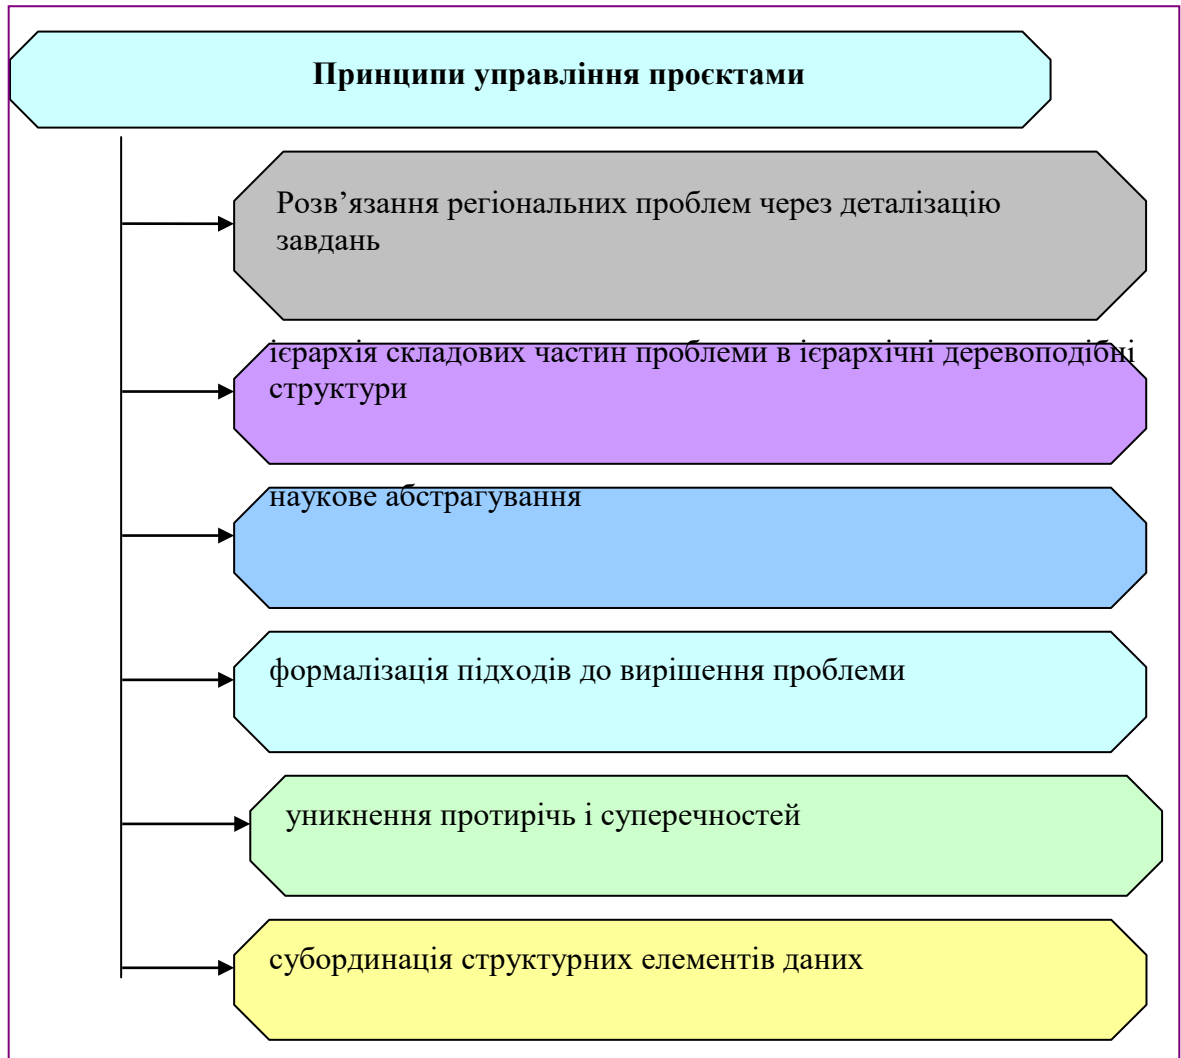 Принципи управління проєктами
Розв’язання регіональних проблем через деталізацію
завдань
ієрархія складових частин проблеми в ієрархічні деревоподібні
структури
наукове абстрагування
формалізація підходів до вирішення проблеми
уникнення протирічь і суперечностей
субординація структурних елементів даних